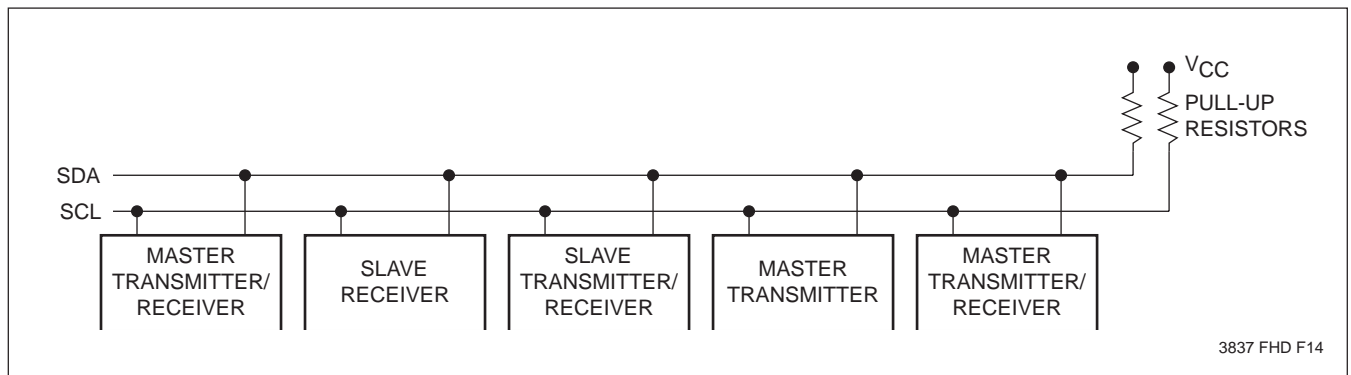 VCC
PULL-UP
RESISTORS
SDA
SCL
MASTER
TRANSMITTER/
RECEIVER
SLAVE
RECEIVER
SLAVE
TRANSMITTER/
RECEIVER
MASTER
TRANSMITTER
MASTER
TRANSMITTER/
RECEIVER
3837 FHD F14